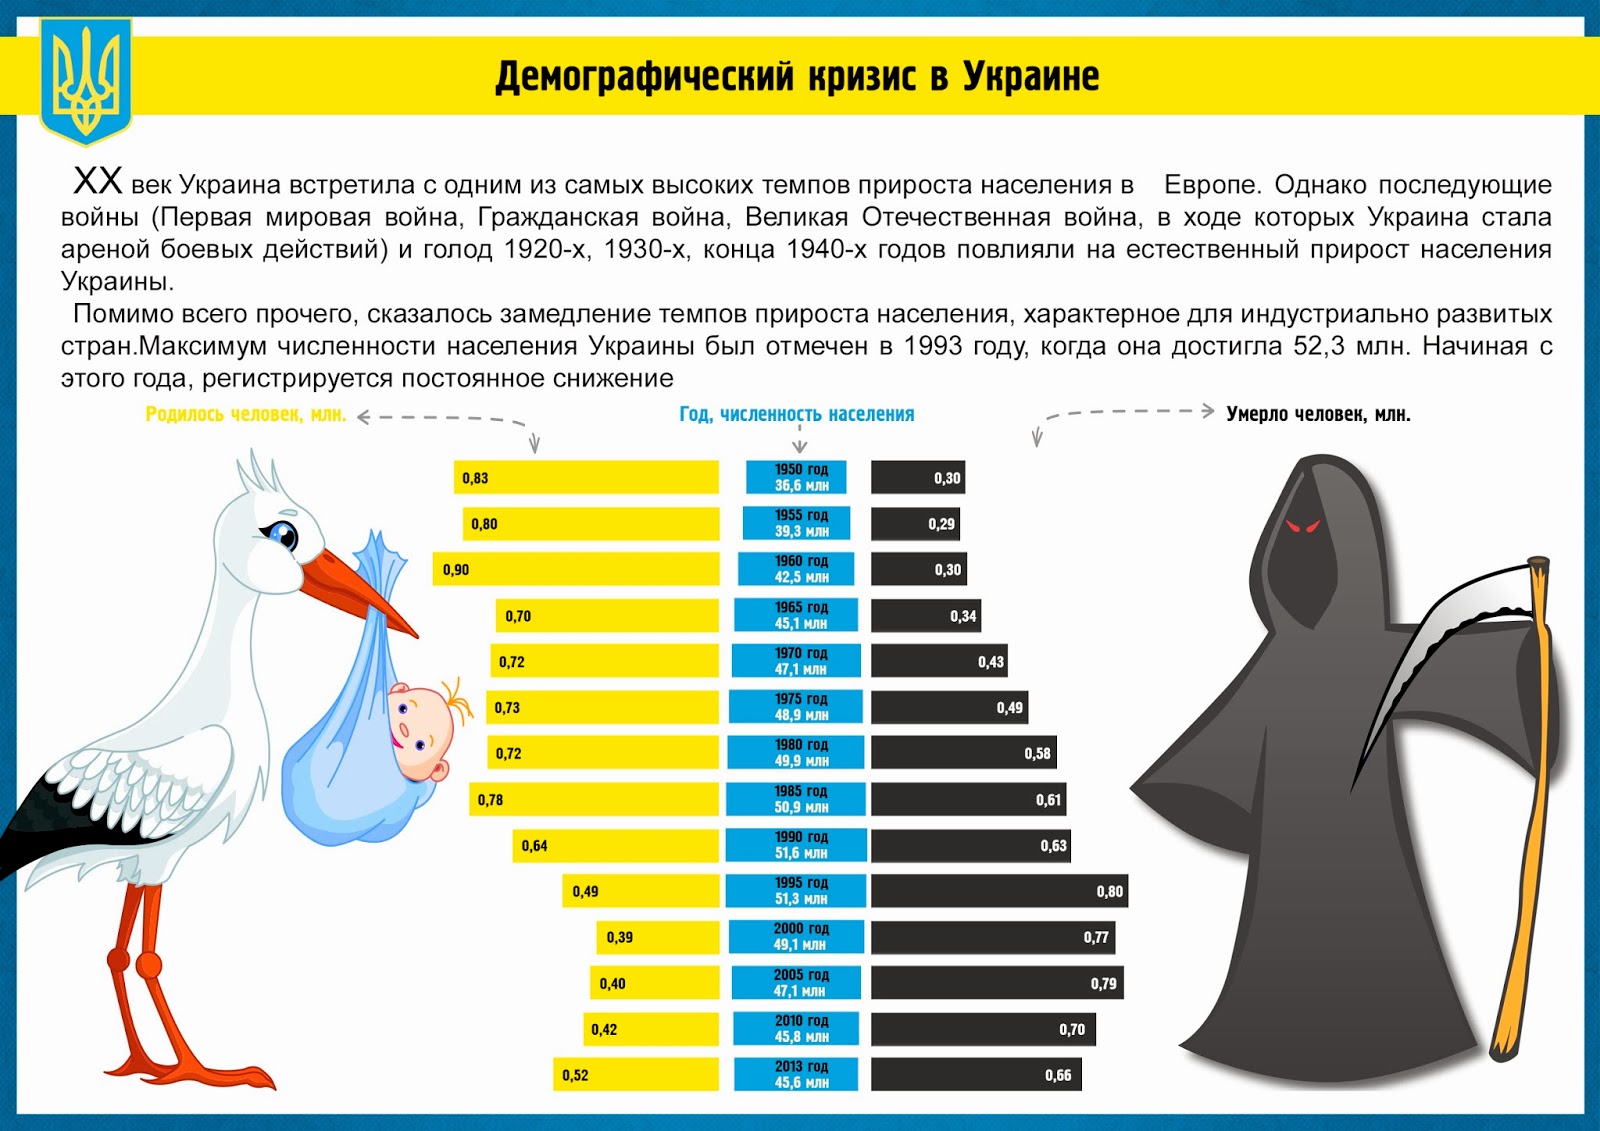 Демографический кризис в Украине
XX век Украина встретила с одним из самых высоких темпов прироста населения в Европе. Однако последующие
войны (Первая мировая война, Гражданская война, Великая Отечественная война, в ходе которых Украина стала
ареной боевых действий) и голод 1920-х, 1930-х, конца 1940-х годов повлияли на естественный прирост населения
Украины.
Помимо всего прочего, сказалось замедление темпов прироста населения, характерное для индустриально развитых
стран.Максимум численности населения Украины был отмечен в 1993 году, когда она достигла 52,3 млн. Начиная с
этого года, регистрируется постоянное снижение
Родилось человек, млн. Год, численность населения Умерло человек, млн.
0,83 1950 год 0,30
36,6 млн
0,80 1955 год 0,29
39,3 млн
0,90 1960 год 0,30
42,5 млн
0,70 1965 год 0,34
45,1 млн
0,72 1970 год 0,43
47,1 млн
0,73 1975 год 0,49
48,9 млн
0,72 1980 год 0,58
49,9 млн
0,78 1985 год 0,61
50,9 млн
0,64 1990 год 0,63
51,6 млн
0,49 1995 год 0,80
51,3 млн
0,39 2000 год 0,77
49,1 млн
0,40 2005 год 0,79
47,1 млн
0,42 2010 год 0,70
45,8 млн
0,52 2013 год 0,66
45,6 млн